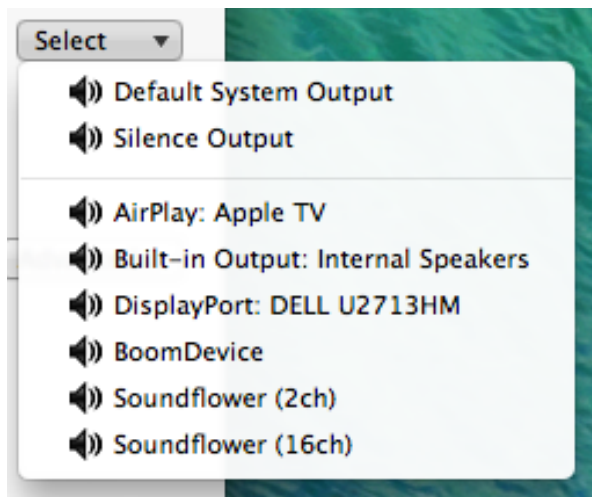 Select
Default System Output
Silence Output
AirPlay: Apple TV
Built-in Output: Internal Speakers
DisplayPort: DELL U2713HM
BoomDevice
Soundflower (2ch)
Soundflower (16ch)